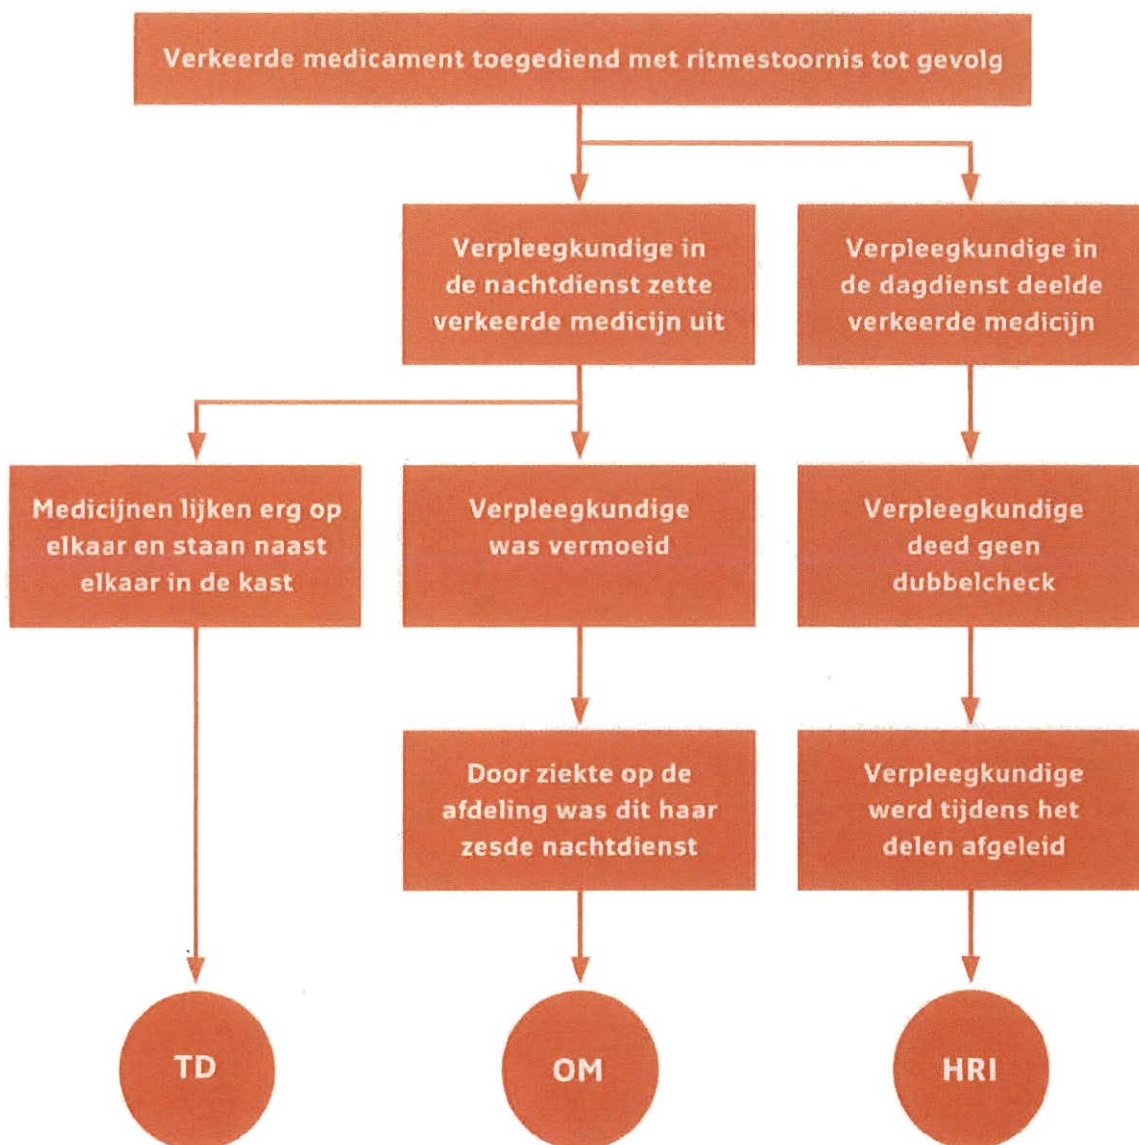 Verkeerde medicament toegediend met ritmestoornis tot gevolg
Verpleegkundige in
de nachtdienst zette
verkeerde medicijn uit
Verpleegkundige in
de dagdienst deelde
verkeerde medicijn
Medicijnen lijken erg op
elkaar en staan naast
elkaar in de kast
Verpleegkundige
was vermoeid
Verpleegkundige
deed geen
dubbelcheck
Door ziekte op de
afdeling was dit haar
zesde nachtdienst
Verpleegkundige
werd tijdens het
delen afgeleid
TD
OM
HRI